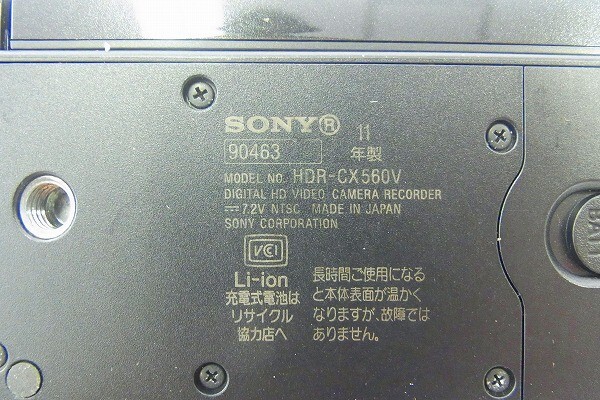 SONY® 11
90463 年製
MODEL NO. HDR-CX560V
DIGITAL HD VIDEO CAMERA RECORDER
⎓7.2V NTSC MADE IN JAPAN
SONY CORPORATION
VCI
Li-ion
充電式電池は
リサイクル
協力店へ
長時間ご使用になる
と本体表面が温かく
なりますが、故障では
ありません。
BATT